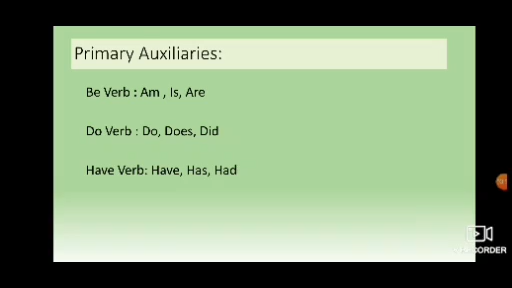 Primary Auxiliaries:
Be Verb : Am , Is, Are
Do Verb : Do, Does, Did
Have Verb: Have, Has, Had